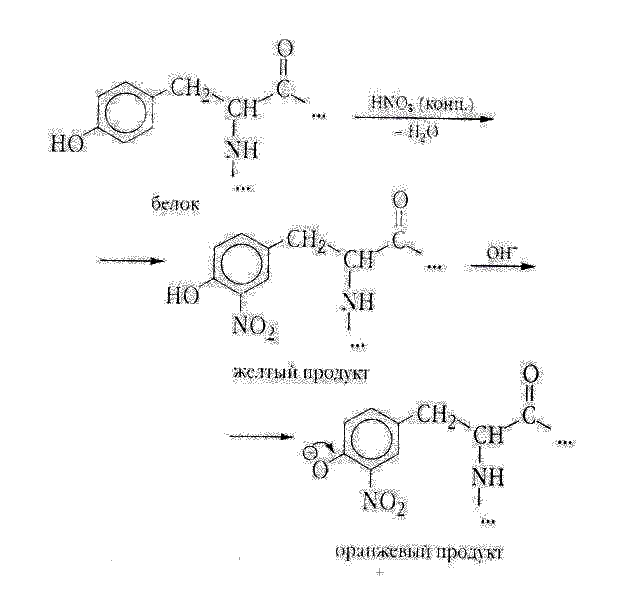 O
CH₂ CH C ...
HNO₃ (конц.)
– H₂O
HO NH
...
белок
O
CH₂ CH C ...
OH⁻
HO NH
NO₂ ...
желтый продукт
O
CH₂ CH C ...
⊖
O NH
NO₂ ...
оранжевый продукт
+